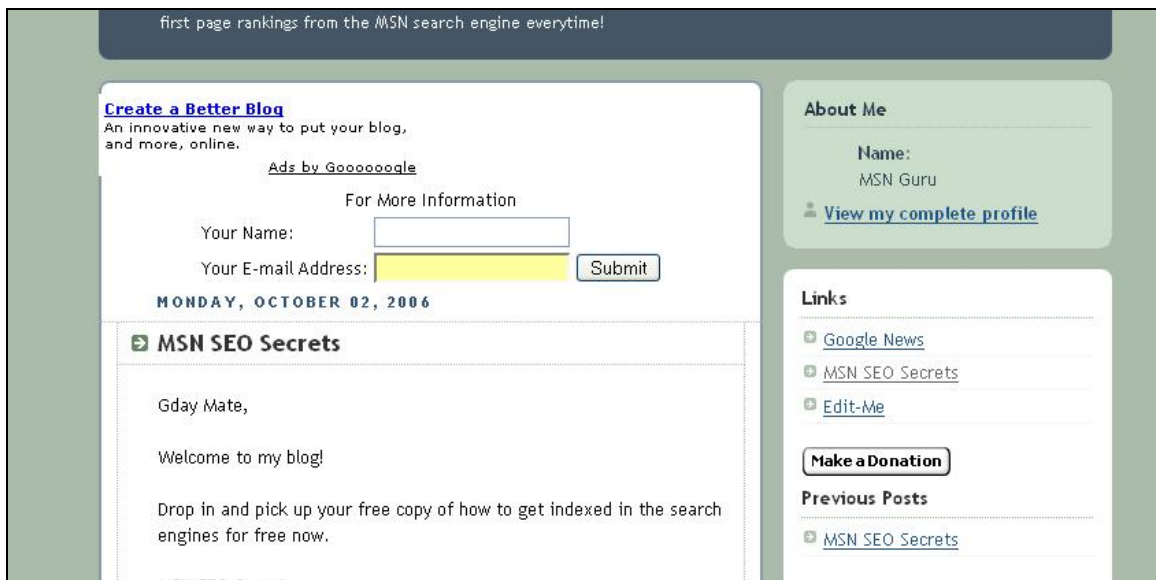 first page rankings from the MSN search engine everytime!
Create a Better Blog
An innovative new way to put your blog,
and more, online.
Ads by Goooooogle
For More Information
Your Name:
Your E-mail Address:
Submit
MONDAY, OCTOBER 02, 2006
MSN SEO Secrets
Gday Mate,
Welcome to my blog!
Drop in and pick up your free copy of how to get indexed in the search
engines for free now.
About Me
Name:
MSN Guru
View my complete profile
Links
Google News
MSN SEO Secrets
Edit-Me
Make a Donation
Previous Posts
MSN SEO Secrets